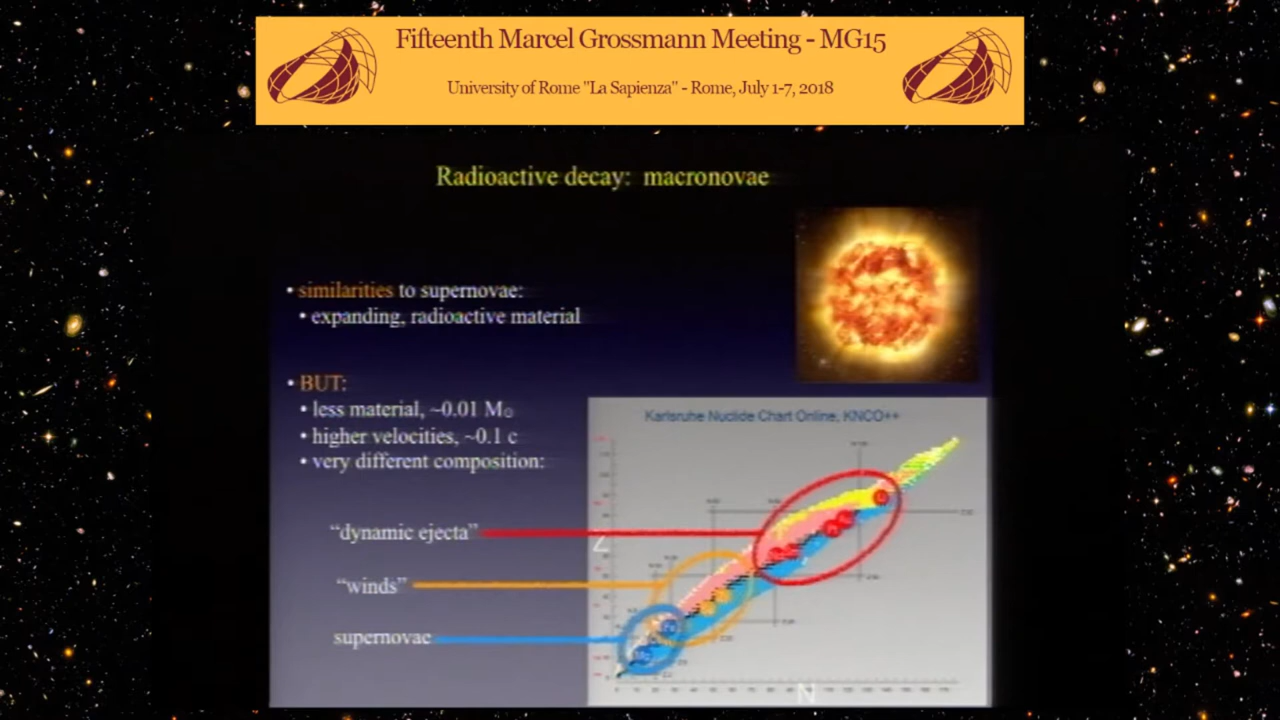 Fifteenth Marcel Grossmann Meeting - MG15
University of Rome "La Sapienza" - Rome, July 1-7, 2018
Radioactive decay: macronovae
• similarities to supernovae:
• expanding, radioactive material
• BUT:
• less material, ~0.01 M☉
• higher velocities, ~0.1 c
• very different composition:
Karlsruhe Nuclide Chart Online, KNCO++
“dynamic ejecta”
Z
“winds”
supernovae
Fe
N